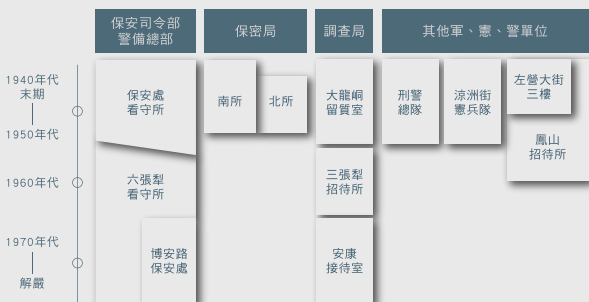 保安司令部
警備總部
保密局
調查局
其他軍、憲、警單位
1940年代
末期
1950年代
1960年代
1970年代
解嚴
保安處
看守所
六張犁
看守所
博安路
保安處
南所
北所
大龍峒
留質室
三張犁
招待所
安康
接待室
刑警
總隊
涼洲街
憲兵隊
左營大街
三樓
鳳山
招待所